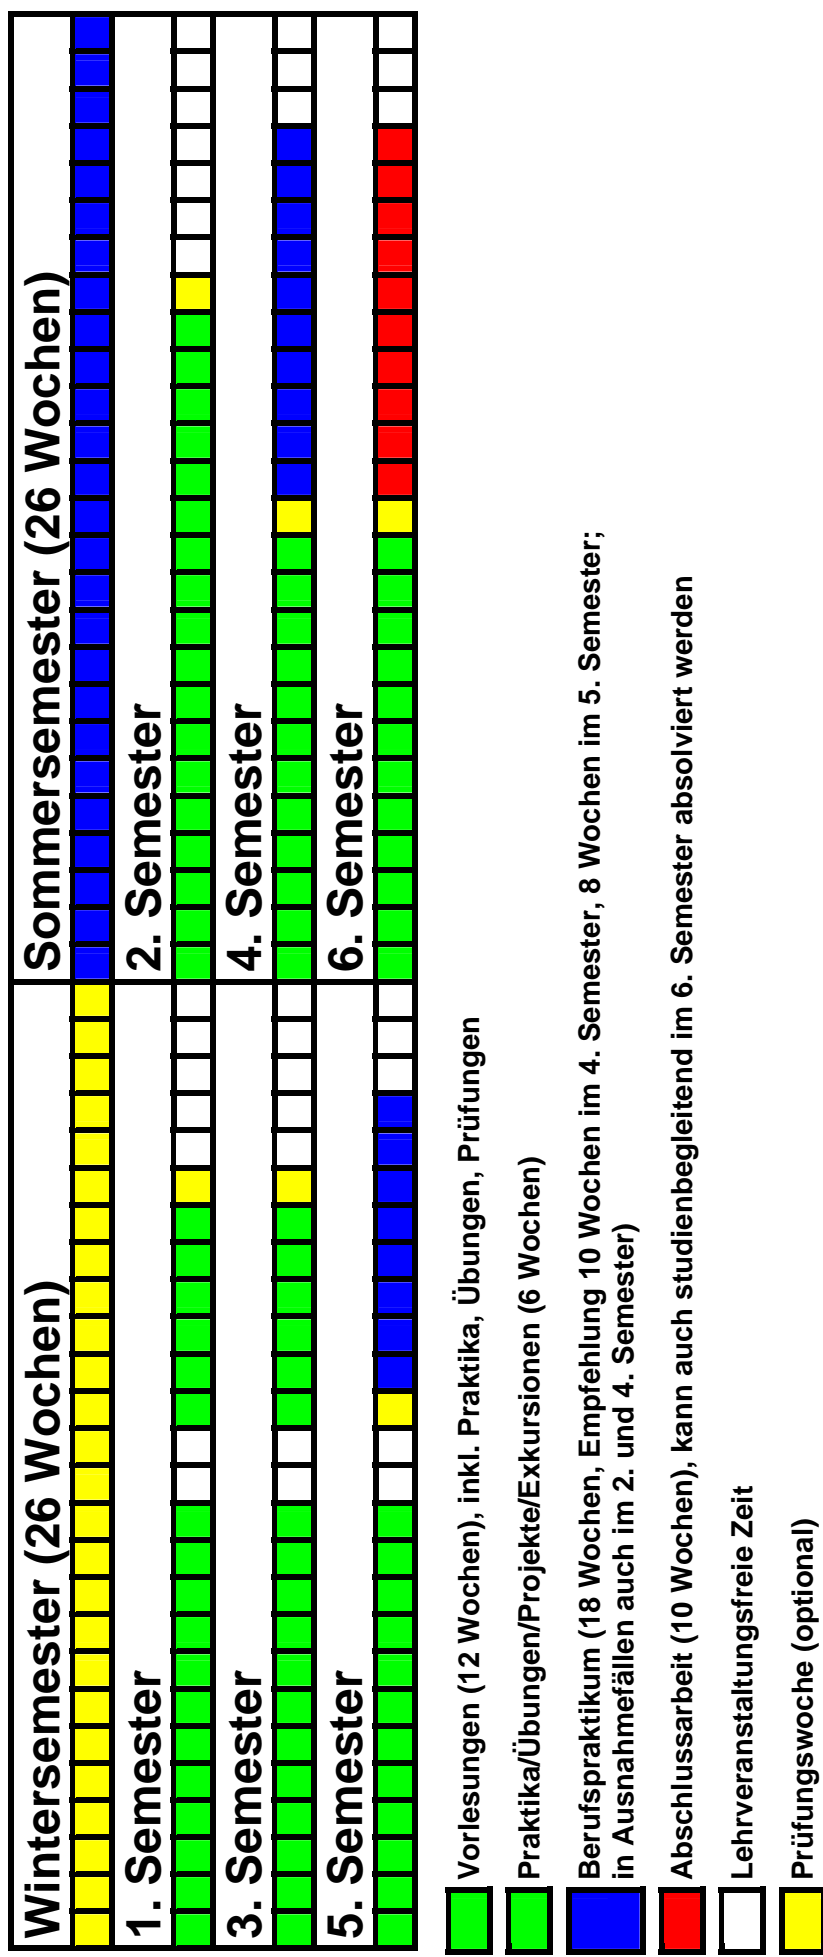 Wintersemester (26 Wochen)
Sommersemester (26 Wochen)
1. Semester
2. Semester
3. Semester
4. Semester
5. Semester
6. Semester
Vorlesungen (12 Wochen), inkl. Praktika, Übungen, Prüfungen
Praktika/Übungen/Projekte/Exkursionen (6 Wochen)
Berufspraktikum (18 Wochen, Empfehlung 10 Wochen im 4. Semester, 8 Wochen im 5. Semester;
in Ausnahmefällen auch im 2. und 4. Semester)
Abschlussarbeit (10 Wochen), kann auch studienbegleitend im 6. Semester absolviert werden
Lehrveranstaltungsfreie Zeit
Prüfungswoche (optional)